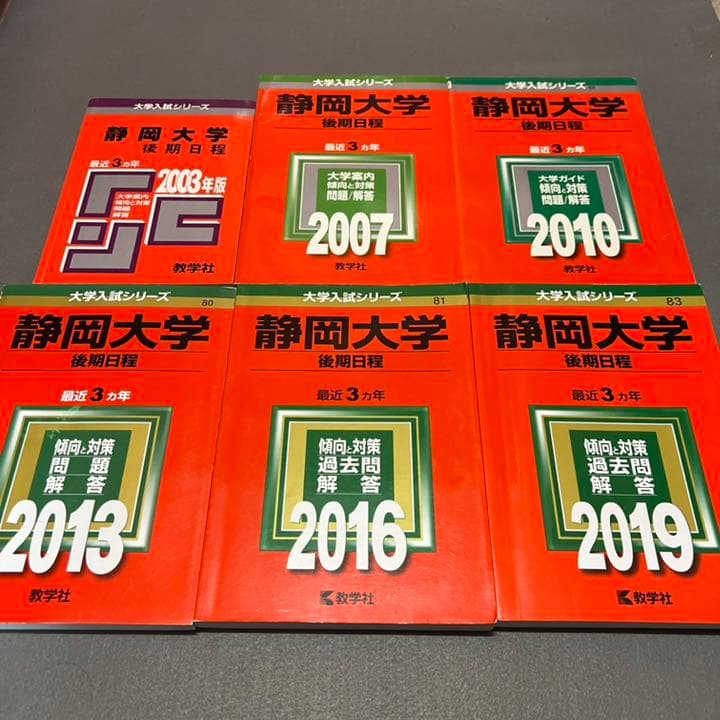 大学入試シリーズ
静岡大学
後期日程
最近3ヵ年
2003年版
大学案内
傾向と対策
問題
解答
教学社
大学入試シリーズ
静岡大学
後期日程
最近3ヵ年
大学案内
傾向と対策
問題/解答
2007
教学社
大学入試シリーズ
静岡大学
後期日程
最近3ヵ年
大学ガイド
傾向と対策
問題/解答
2010
教学社
大学入試シリーズ
80
静岡大学
後期日程
最近3ヵ年
傾向と対策
問題
解答
2013
教学社
大学入試シリーズ
81
静岡大学
後期日程
最近3ヵ年
傾向と対策
過去問
解答
2016
教学社
大学入試シリーズ
83
静岡大学
後期日程
最近3ヵ年
傾向と対策
過去問
解答
2019
教学社